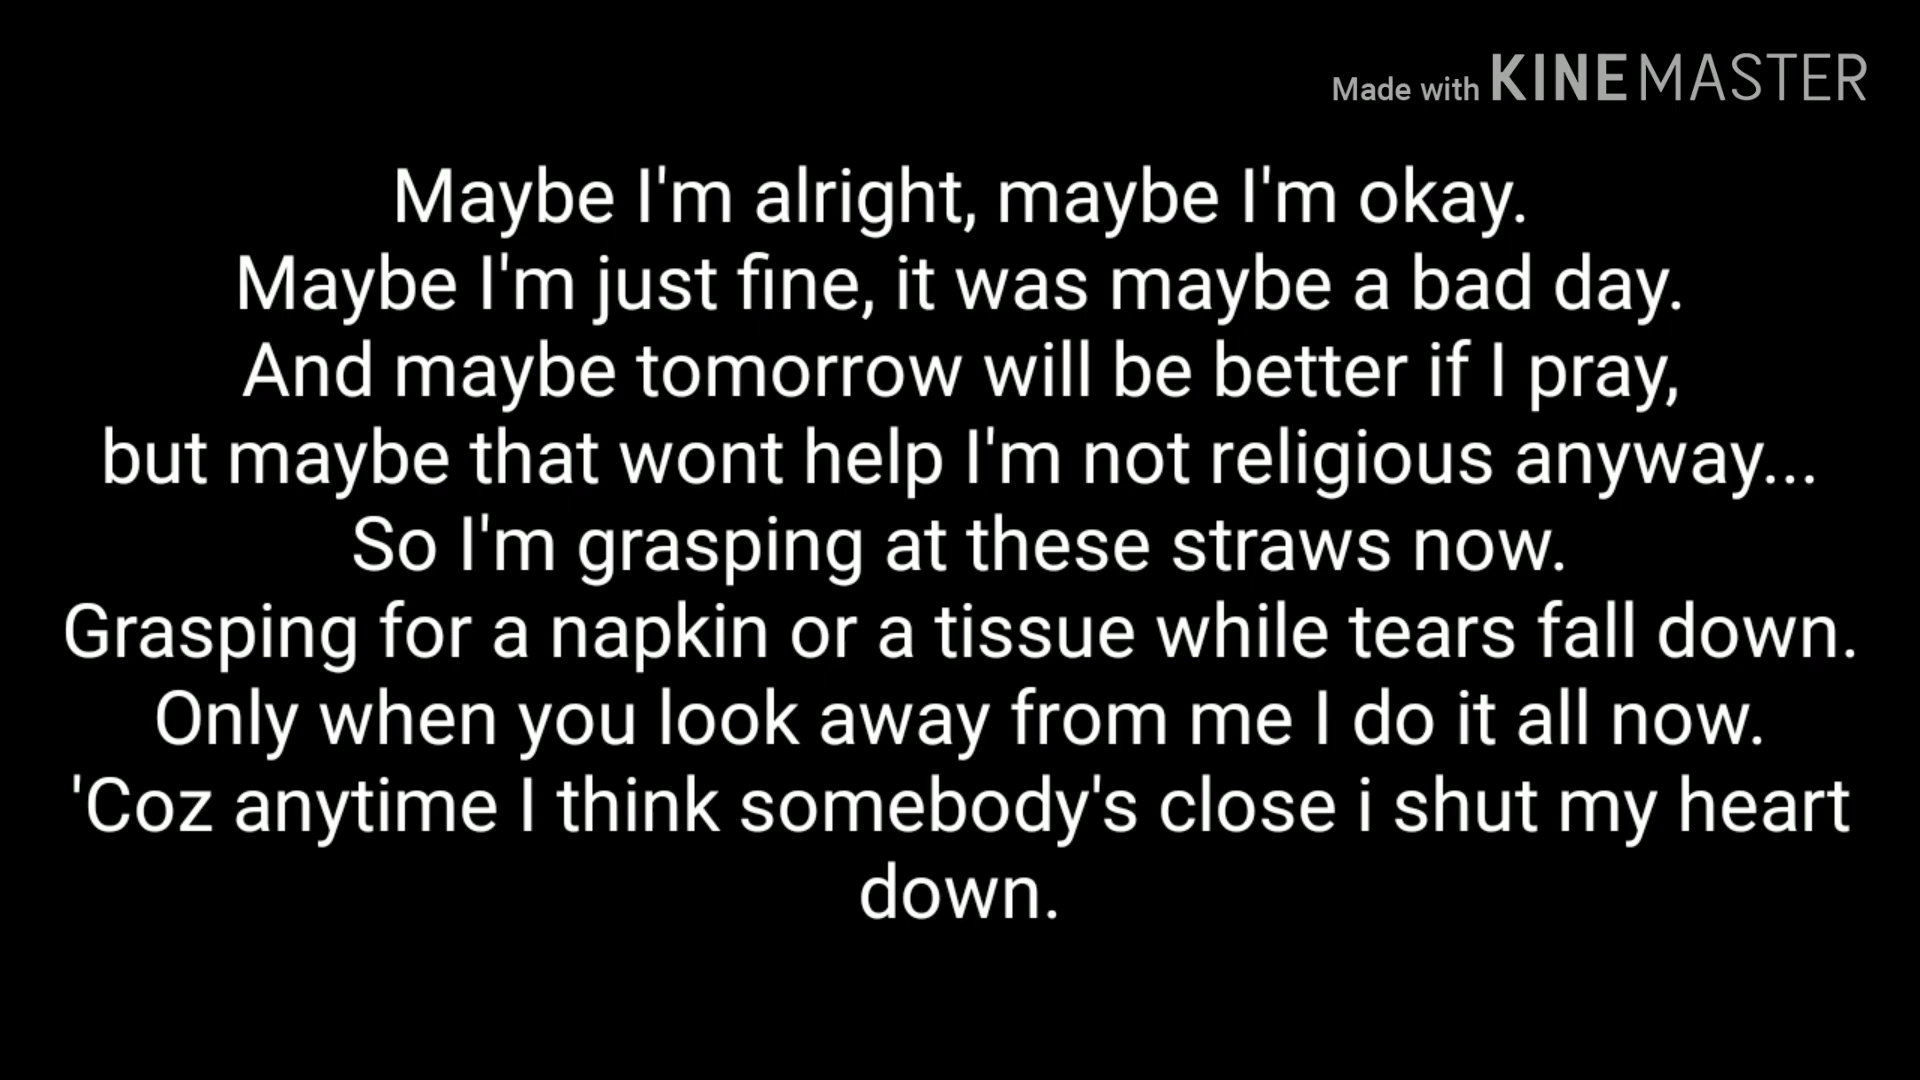 Made with KINEMASTER
Maybe I'm alright, maybe I'm okay.
Maybe I'm just fine, it was maybe a bad day.
And maybe tomorrow will be better if I pray,
but maybe that wont help I'm not religious anyway...
So I'm grasping at these straws now.
Grasping for a napkin or a tissue while tears fall down.
Only when you look away from me I do it all now.
'Coz anytime I think somebody's close i shut my heart
down.